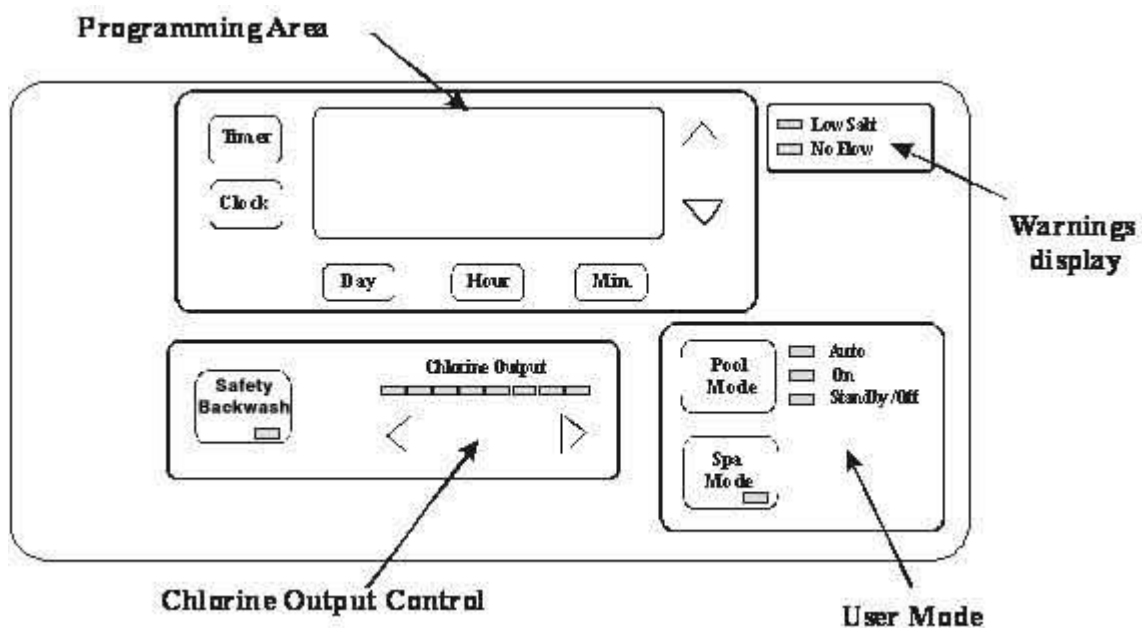 Programming Area
Timer
Low Salt
No Flow
Clock
Warnings
display
Day
Hour
Min.
Safety
Backwash
Chlorine Output
Pool
Mode
Auto
On
Standby/Off
Spa
Mode
Chlorine Output Control
User Mode